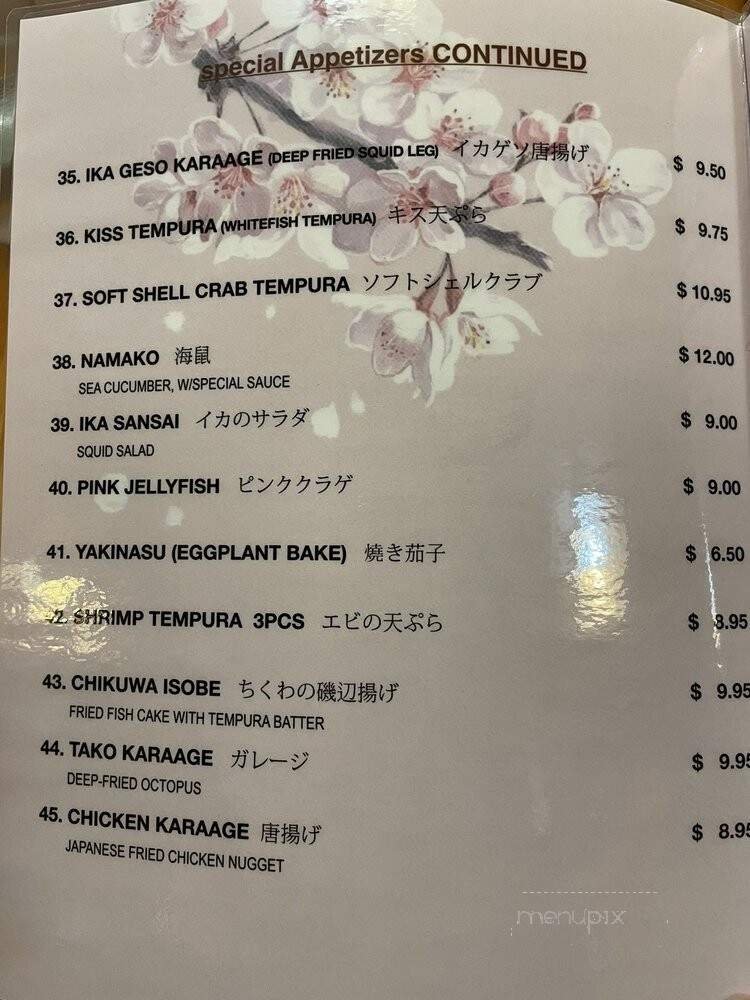 special Appetizers CONTINUED
35. IKA GESO KARAAGE (DEEP FRIED SQUID LEG) イカゲソ唐揚げ $ 9.50
36. KISS TEMPURA (WHITEFISH TEMPURA) キス天ぷら $ 9.75
37. SOFT SHELL CRAB TEMPURA ソフトシェルクラブ $ 10.95
38. NAMAKO 海鼠 $ 12.00
SEA CUCUMBER, W/SPECIAL SAUCE
39. IKA SANSAI イカのサラダ $ 9.00
SQUID SALAD
40. PINK JELLYFISH ピンククラゲ $ 9.00
41. YAKINASU (EGGPLANT BAKE) 焼き茄子 $ 6.50
42. SHRIMP TEMPURA 3PCS エビの天ぷら $ 8.95
43. CHIKUWA ISOBE ちくわの磯辺揚げ $ 9.95
FRIED FISH CAKE WITH TEMPURA BATTER
44. TAKO KARAAGE ガレージ $ 9.95
DEEP-FRIED OCTOPUS
45. CHICKEN KARAAGE 唐揚げ $ 8.95
JAPANESE FRIED CHICKEN NUGGET
menupix